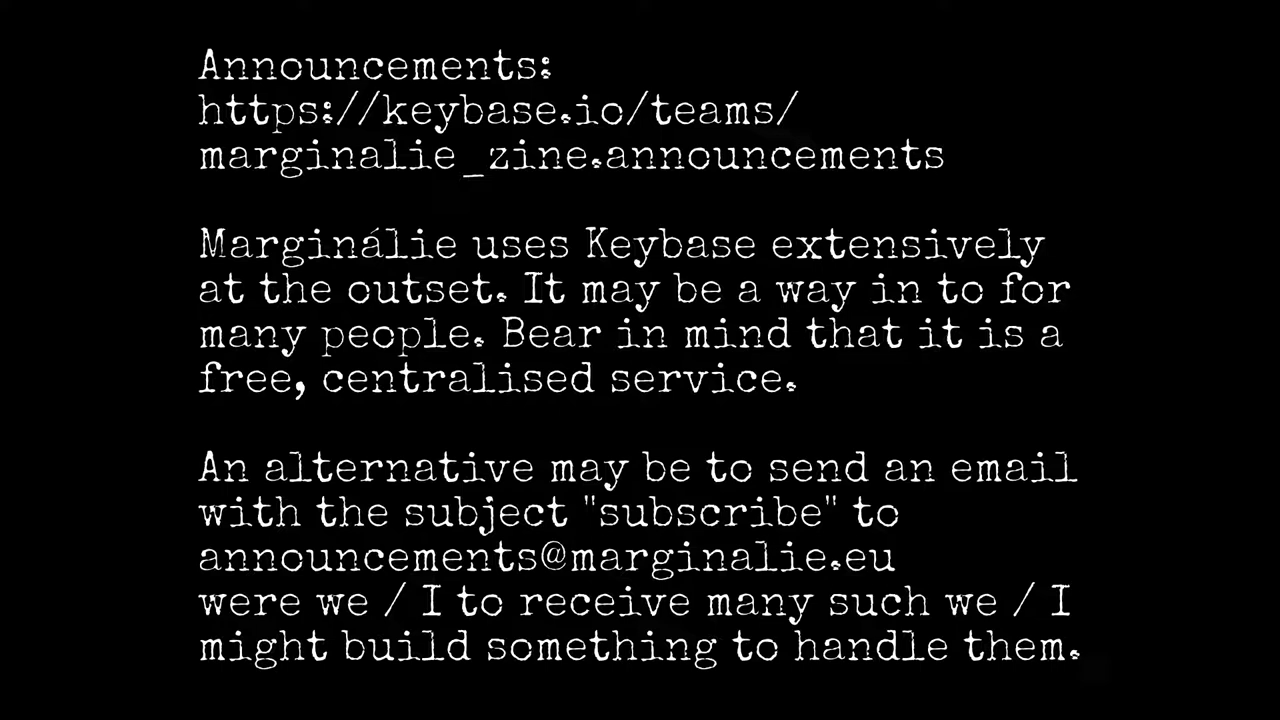 Announcements:
https://keybase.io/teams/
marginalie_zine.announcements
Marginálie uses Keybase extensively
at the outset. It may be a way in to for
many people. Bear in mind that it is a
free, centralised service.
An alternative may be to send an email
with the subject "subscribe" to
announcements@marginalie.eu
were we / I to receive many such we / I
might build something to handle them.